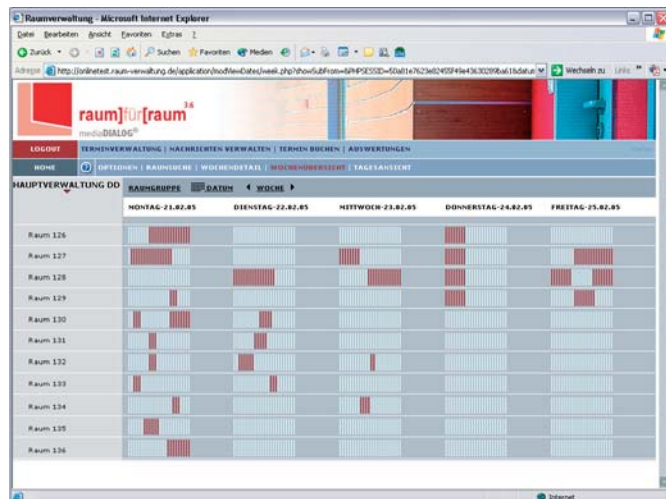 Raumverwaltung - Microsoft Internet Explorer
Datei Bearbeiten Ansicht Favoriten Extras ?
Zurück Suchen Favoriten Medien
Adresse Wechseln zu Links
raum]für[raum 3.6
mediaDIALOG®
LOGOUT TERMINVERWALTUNG | NACHRICHTEN VERWALTEN | TERMIN BUCHEN | AUSWERTUNGEN
HOME ? OPTIONEN | RAUMSUCHE | WOCHENDETAIL | WOCHENÜBERSICHT | TAGESANSICHT
HAUPTVERWALTUNG DD RAUMGRUPPE DATUM WOCHE
MONTAG-21.02.05 DIENSTAG-22.02.05 MITTWOCH-23.02.05 DONNERSTAG-24.02.05 FREITAG-25.02.05
Raum 126
Raum 127
Raum 128
Raum 129
Raum 130
Raum 131
Raum 132
Raum 133
Raum 134
Raum 135
Raum 136
Internet